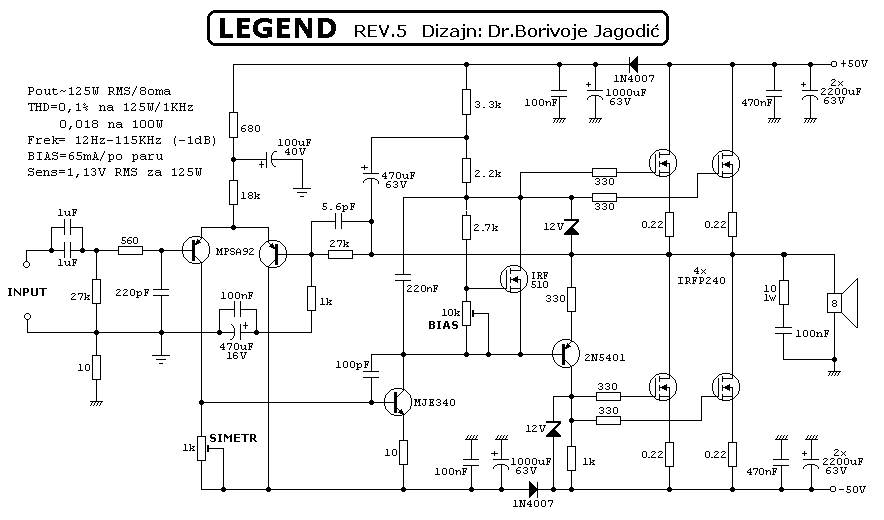 LEGEND REV.5 Dizajn: Dr.Borivoje Jagodić
Pout~125W RMS/8oma
THD=0,1% na 125W/1KHz
0,018 na 100W
Frek= 12Hz-115KHz (-1dB)
BIAS=65mA/po paru
Sens=1,13V RMS za 125W
680
100uF
40V
18k
3.3k
470uF
63V
2.2k
2.7k
1N4007
100nF
1000uF
63V
470nF
2x
2200uF
63V
+50V
330
330
12V
0.22
0.22
5.6pF
27k
1uF
1uF
560
MPSA92
INPUT
27k
220pF
100nF
470uF
16V
1k
220nF
IRF
510
10k
BIAS
330
4x
IRFP240
10
1w
100nF
8
10
100pF
2N5401
MJE340
330
330
12V
SIMETR
1k
10
100nF
1000uF
63V
1N4007
1k
0.22
0.22
470nF
2x
2200uF
63V
-50V